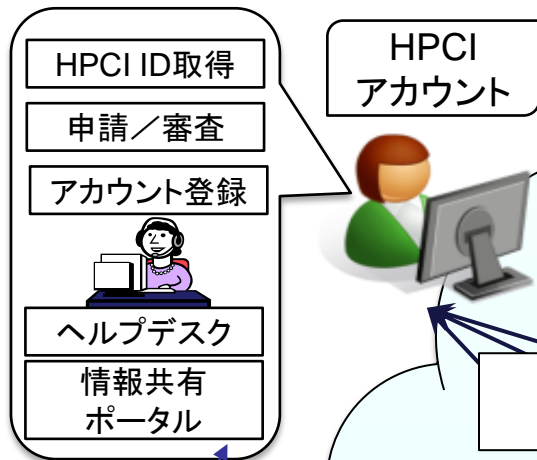 HPCI ID取得
申請／審査
アカウント登録
ヘルプデスク
情報共有
ポータル
HPCI
アカウント